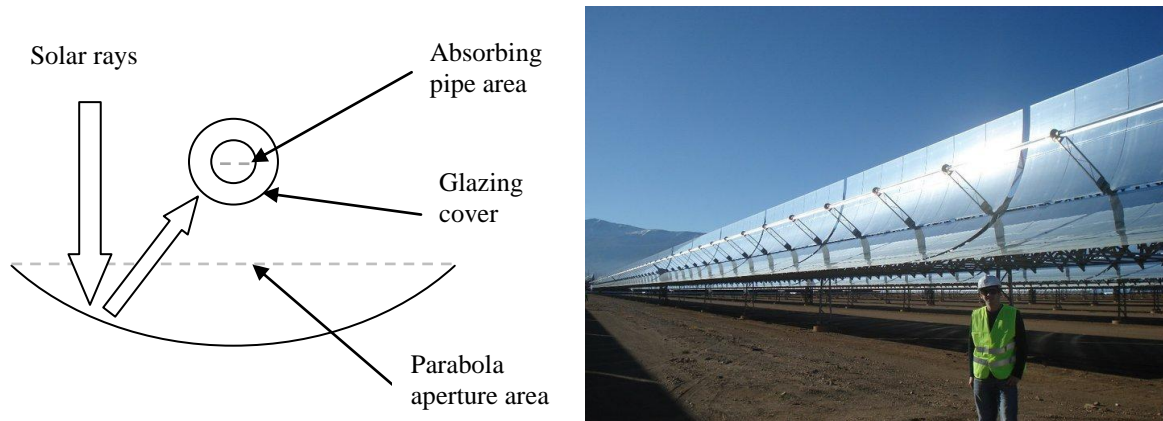 Solar rays
Absorbing
pipe area
Glazing
cover
Parabola
aperture area